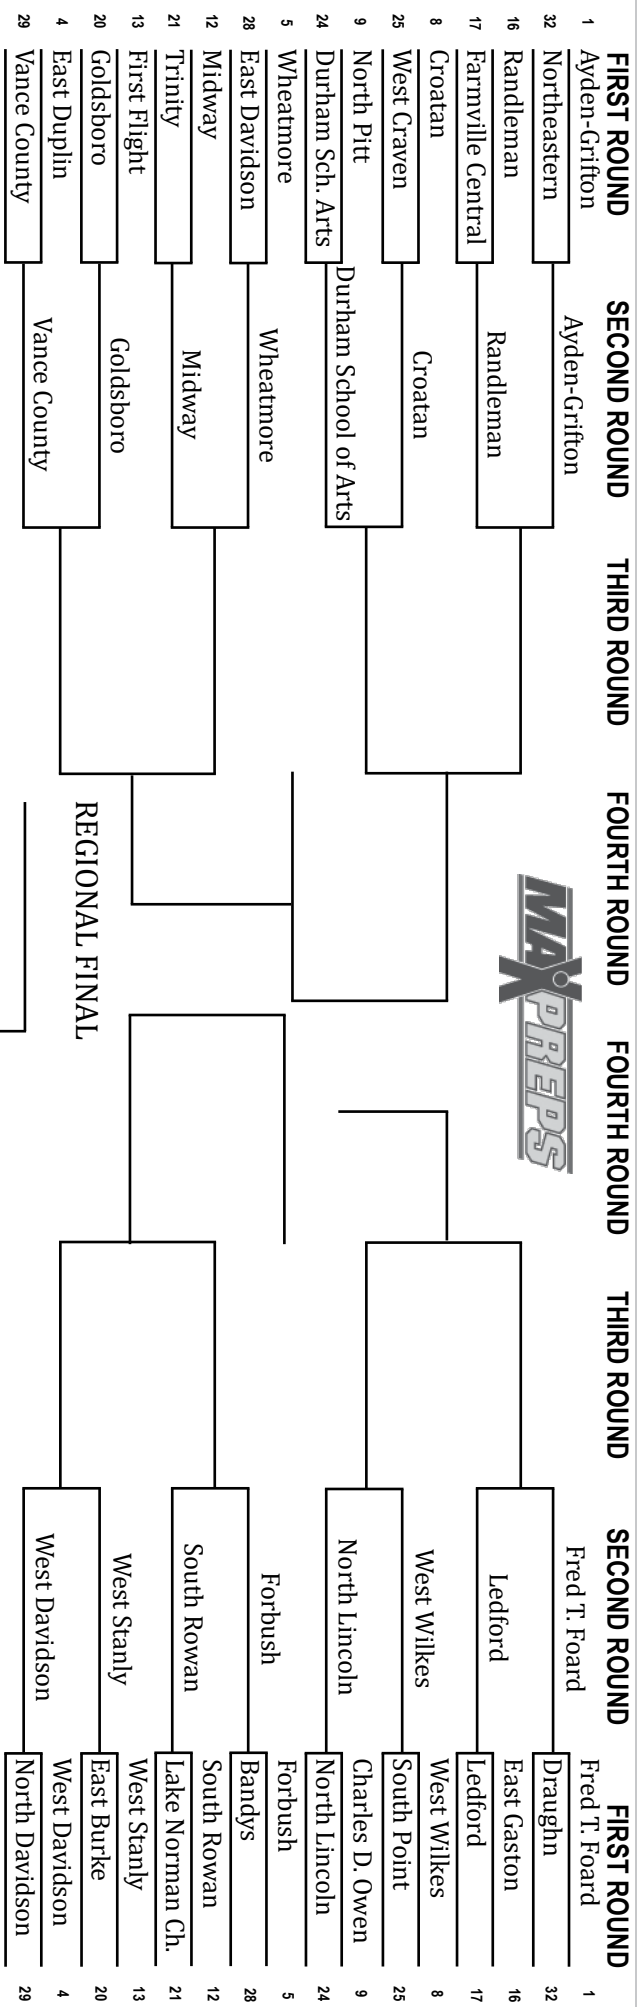 FIRST ROUND SECOND ROUND THIRD ROUND FOURTH ROUND FOURTH ROUND THIRD ROUND SECOND ROUND FIRST ROUND
MAXPREPS
1 Ayden-Grifton
32 Northeastern
16 Randleman
17 Farmville Central
8 Croatan
25 West Craven
9 North Pitt
24 Durham Sch. Arts
5 Wheatmore
28 East Davidson
12 Midway
21 Trinity
13 First Flight
20 Goldsboro
4 East Duplin
29 Vance County
Ayden-Grifton
Randleman
Croatan
Durham School of Arts
Wheatmore
Midway
Goldsboro
Vance County
REGIONAL FINAL
Fred T. Foard
Ledford
West Wilkes
North Lincoln
Forbush
South Rowan
West Stanly
West Davidson
Fred T. Foard 1
Draughn 32
East Gaston 16
Ledford 17
West Wilkes 8
South Point 25
Charles D. Owen 9
North Lincoln 24
Forbush 5
Bandys 28
South Rowan 12
Lake Norman Ch. 21
West Stanly 13
East Burke 20
West Davidson 4
North Davidson 29